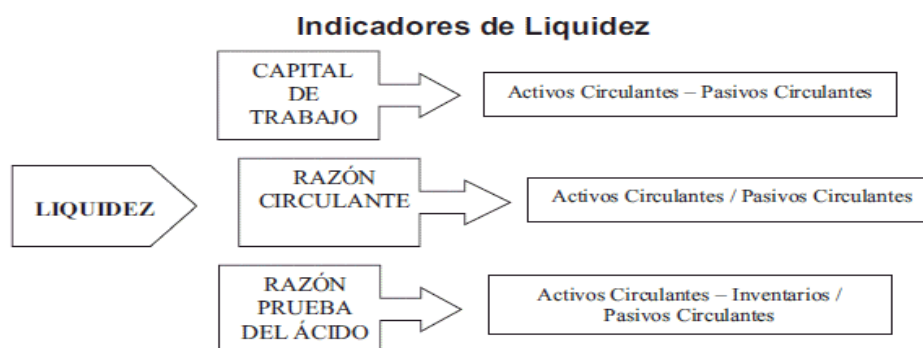 Indicadores de Liquidez
CAPITAL
DE
TRABAJO
Activos Circulantes – Pasivos Circulantes
LIQUIDEZ
RAZÓN
CIRCULANTE
Activos Circulantes / Pasivos Circulantes
RAZÓN
PRUEBA
DEL ÁCIDO
Activos Circulantes – Inventarios /
Pasivos Circulantes